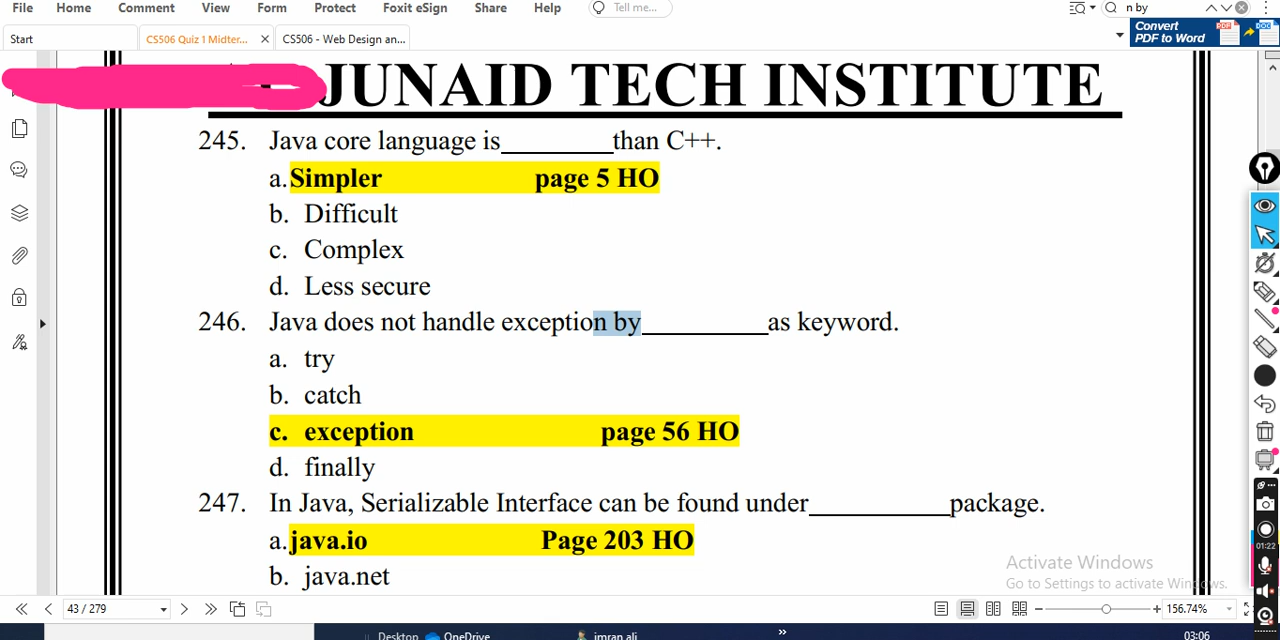 File Home Comment View Form Protect Foxit eSign Share Help Tell me... n by
Start CS506 Quiz 1 Midter... CS506 - Web Design an...
Convert
PDF to Word
JUNAID TECH INSTITUTE
245. Java core language is_________than C++.
a. Simpler page 5 HO
b. Difficult
c. Complex
d. Less secure
246. Java does not handle exception by_________as keyword.
a. try
b. catch
c. exception page 56 HO
d. finally
247. In Java, Serializable Interface can be found under__________package.
a. java.io Page 203 HO
b. java.net
Activate Windows
Go to Settings to activate Windows.
01:22
43 / 279 156.74%
Desktop OneDrive imran ali 03:06